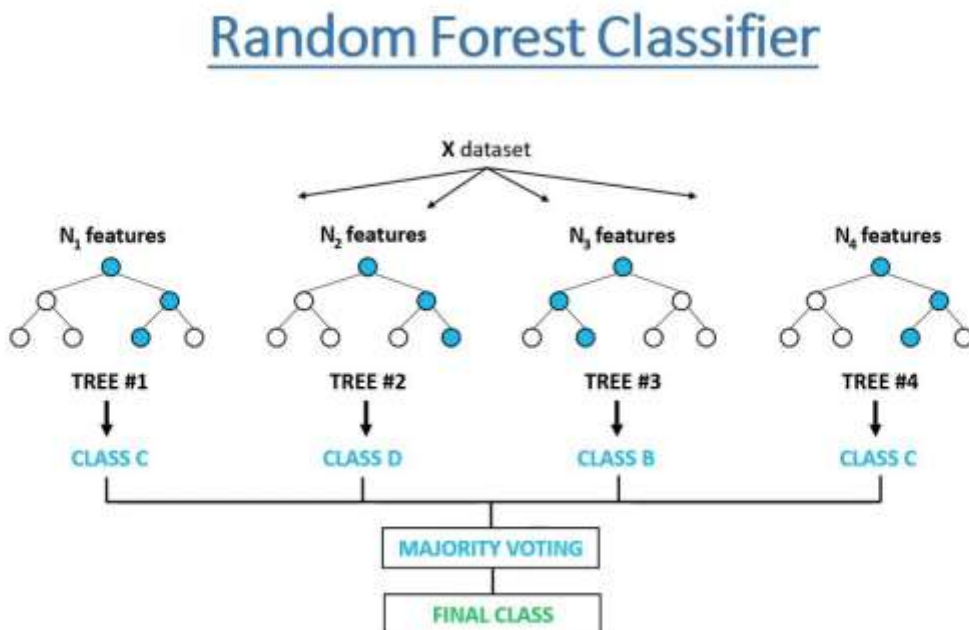 Random Forest Classifier
X dataset
N₁ features N₂ features N₃ features N₄ features
TREE #1 TREE #2 TREE #3 TREE #4
CLASS C CLASS D CLASS B CLASS C
MAJORITY VOTING
FINAL CLASS